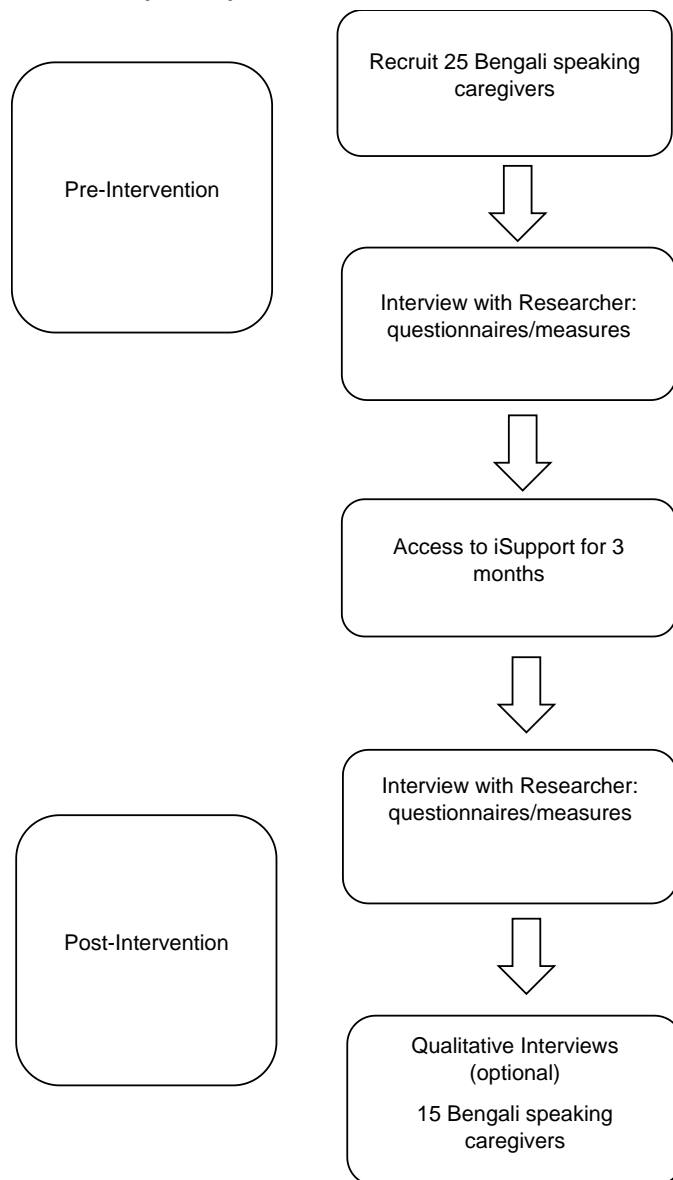 Recruit 25 Bengali speaking
caregivers
Pre-Intervention
Interview with Researcher:
questionnaires/measures
Access to iSupport for 3
months
Interview with Researcher:
questionnaires/measures
Post-Intervention
Qualitative Interviews
(optional)
15 Bengali speaking
caregivers